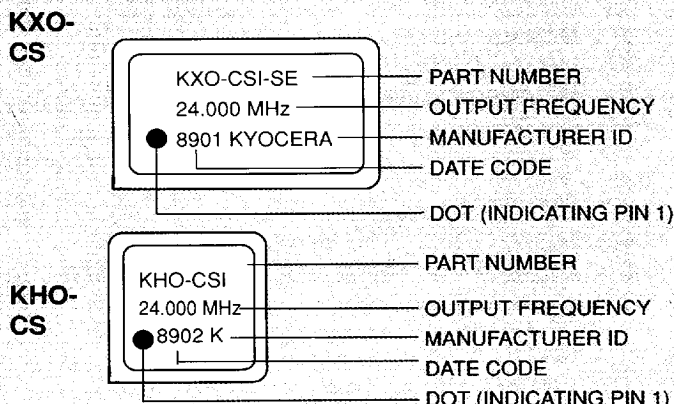 KXO-
CS
KXO-CSI-SE
PART NUMBER
24.000 MHz
OUTPUT FREQUENCY
8901 KYOCERA
MANUFACTURER ID
DATE CODE
DOT (INDICATING PIN 1)
KHO-
CS
PART NUMBER
KHO-CSI
24.000 MHz
OUTPUT FREQUENCY
8902 K
MANUFACTURER ID
DATE CODE
DOT (INDICATING PIN 1)